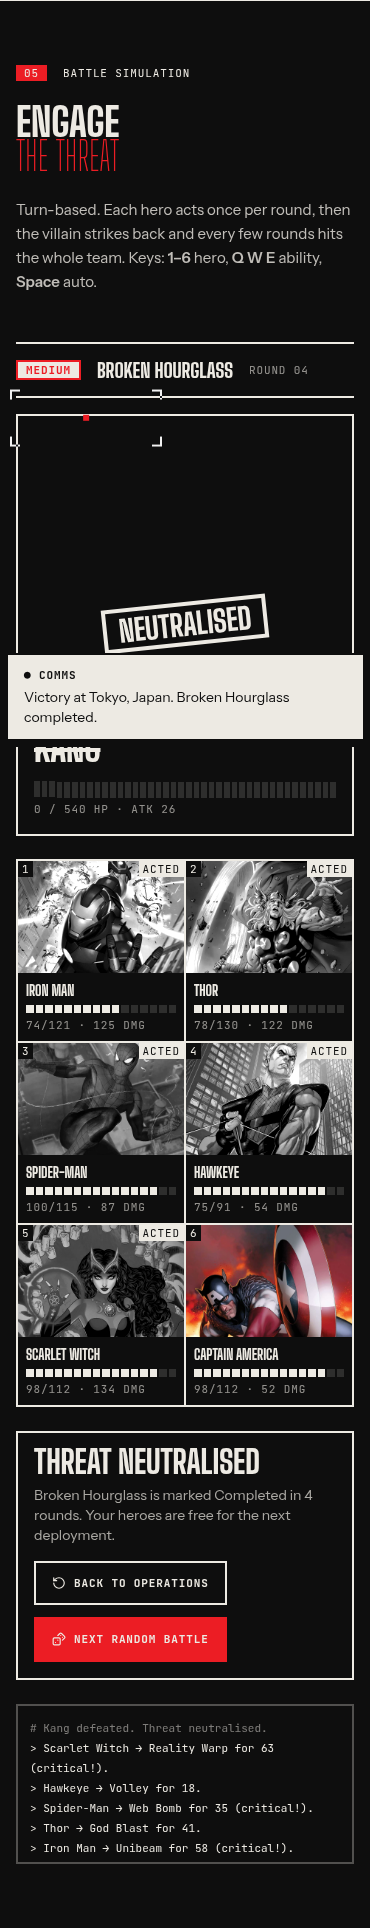 05 BATTLE SIMULATION
ENGAGE
THE THREAT
Turn-based. Each hero acts once per round, then
the villain strikes back and every few rounds hits
the whole team. Keys: 1–6 hero, Q W E ability,
Space auto.
MEDIUM BROKEN HOURGLASS ROUND 04
NEUTRALISED
COMMS
Victory at Tokyo, Japan. Broken Hourglass
completed.
KANG
0 / 540 HP · ATK 26
1 ACTED 2 ACTED
IRON MAN THOR
74/121 · 125 DMG 78/130 · 122 DMG
3 ACTED 4 ACTED
SPIDER-MAN HAWKEYE
100/115 · 87 DMG 75/91 · 54 DMG
5 ACTED 6
SCARLET WITCH CAPTAIN AMERICA
98/112 · 134 DMG 98/112 · 52 DMG
THREAT NEUTRALISED
Broken Hourglass is marked Completed in 4
rounds. Your heroes are free for the next
deployment.
BACK TO OPERATIONS
NEXT RANDOM BATTLE
# Kang defeated. Threat neutralised.
> Scarlet Witch → Reality Warp for 63
(critical!).
> Hawkeye → Volley for 18.
> Spider-Man → Web Bomb for 35 (critical!).
> Thor → God Blast for 41.
> Iron Man → Unibeam for 58 (critical!).